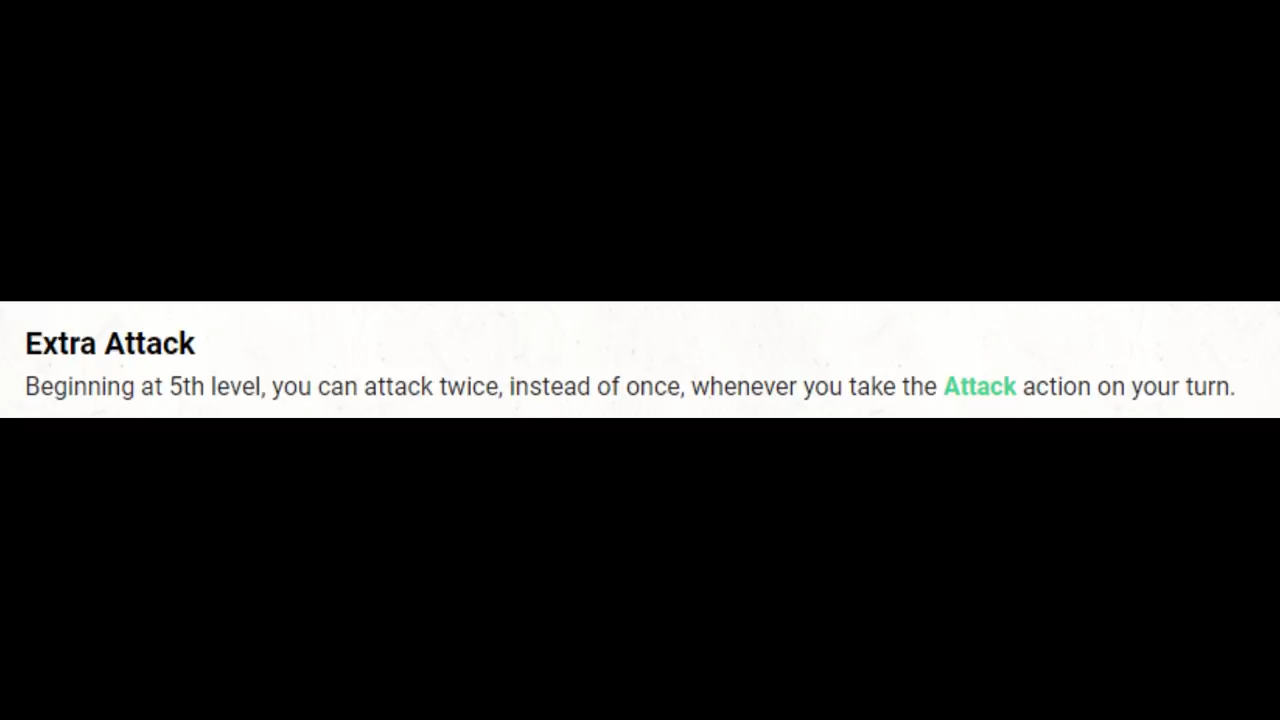 Extra Attack
Beginning at 5th level, you can attack twice, instead of once, whenever you take the Attack action on your turn.